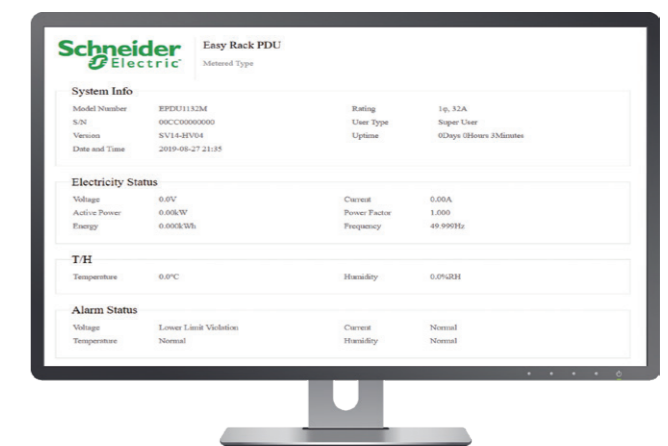 Schneider Electric
Easy Rack PDU
Metered Type
System Info
Model Number EPDU1132M Rating 1φ, 32A
S/N 00CC00000000 User Type Super User
Version SV14-HV04 Uptime 0Days 0Hours 3Minutes
Date and Time 2019-08-27 21:35
Electricity Status
Voltage 0.0V Current 0.00A
Active Power 0.00kW Power Factor 1.000
Energy 0.000kWh Frequency 49.999Hz
T/H
Temperature 0.0°C Humidity 0.0%RH
Alarm Status
Voltage Lower Limit Violation Current Normal
Temperature Normal Humidity Normal